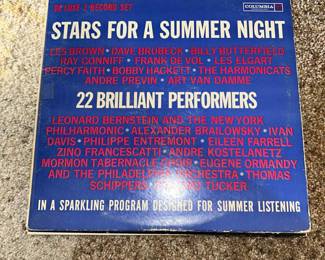 DELUXE 2 RECORD SET
COLUMBIA
STARS FOR A SUMMER NIGHT
LES BROWN • DAVE BRUBECK • BILLY BUTTERFIELD
RAY CONNIFF • FRANK DE VOL • LES ELGART
PERCY FAITH • BOBBY HACKETT • THE HARMONICATS
ANDRE PREVIN • ART VAN DAMME
22 BRILLIANT PERFORMERS
LEONARD BERNSTEIN AND THE NEW YORK
PHILHARMONIC • ALEXANDER BRAILOWSKY • IVAN
DAVIS • PHILIPPE ENTREMONT • EILEEN FARRELL
ZINO FRANCESCATTI • ANDRE KOSTELANETZ
MORMON TABERNACLE CHOIR • EUGENE ORMANDY
AND THE PHILADELPHIA ORCHESTRA • THOMAS
SCHIPPERS • RICHARD TUCKER
IN A SPARKLING PROGRAM DESIGNED FOR SUMMER LISTENING